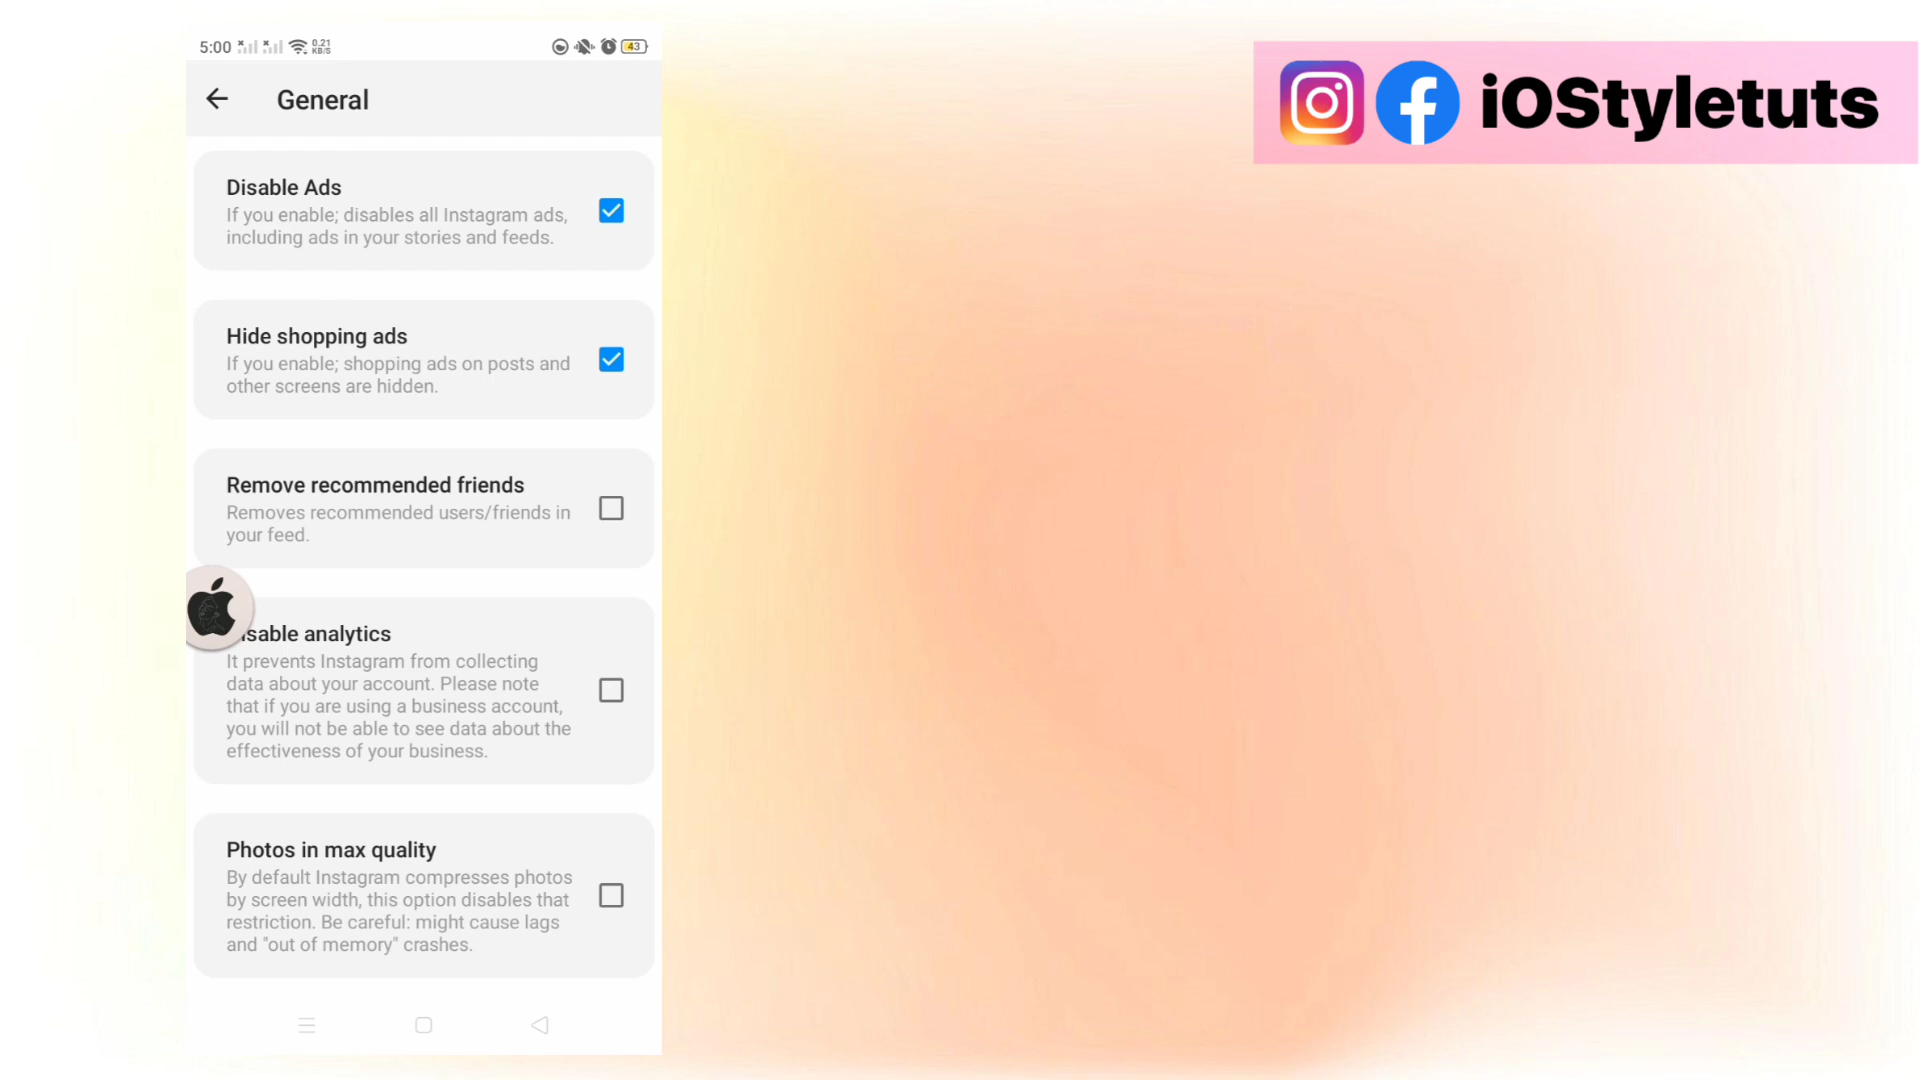 5:00
0.21
KB/S
43
General
iOStyletuts
Disable Ads
If you enable; disables all Instagram ads,
including ads in your stories and feeds.
Hide shopping ads
If you enable; shopping ads on posts and
other screens are hidden.
Remove recommended friends
Removes recommended users/friends in
your feed.
isable analytics
It prevents Instagram from collecting
data about your account. Please note
that if you are using a business account,
you will not be able to see data about the
effectiveness of your business.
Photos in max quality
By default Instagram compresses photos
by screen width, this option disables that
restriction. Be careful: might cause lags
and "out of memory" crashes.